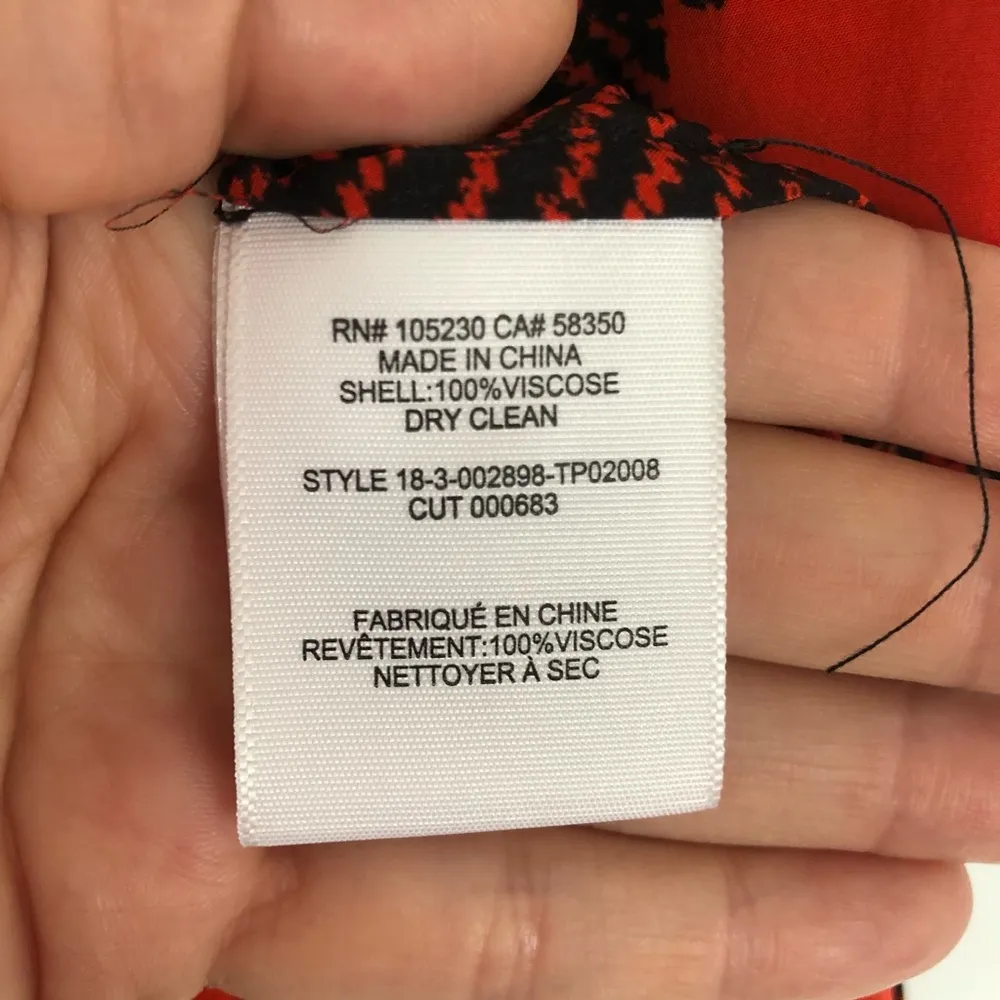 RN# 105230 CA# 58350
MADE IN CHINA
SHELL:100%VISCOSE
DRY CLEAN
STYLE 18-3-002898-TP02008
CUT 000683
FABRIQUÉ EN CHINE
REVÊTEMENT:100%VISCOSE
NETTOYER À SEC